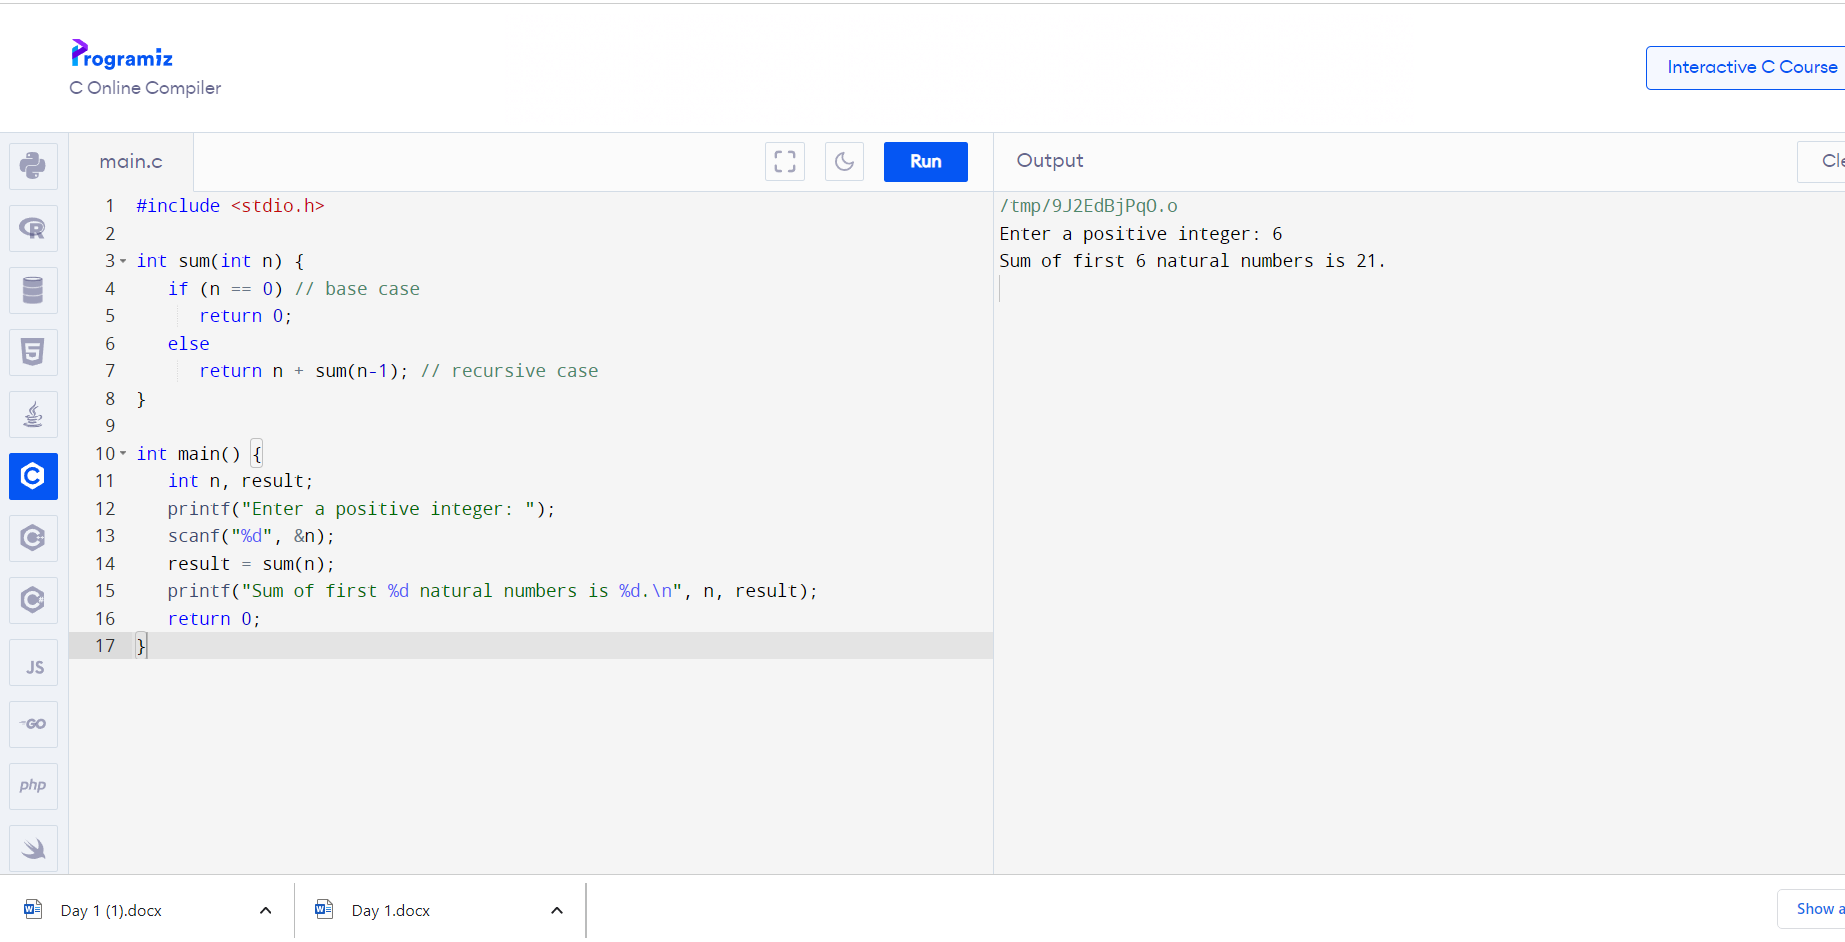 Programiz
C Online Compiler
Interactive C Course
main.c
Run
Output
Cle
1 #include <stdio.h>
2
3 int sum(int n) {
4    if (n == 0) // base case
5       return 0;
6    else
7       return n + sum(n-1); // recursive case
8 }
9
10 int main() {
11    int n, result;
12    printf("Enter a positive integer: ");
13    scanf("%d", &n);
14    result = sum(n);
15    printf("Sum of first %d natural numbers is %d.\n", n, result);
16    return 0;
17 }
/tmp/9J2EdBjPqO.o
Enter a positive integer: 6
Sum of first 6 natural numbers is 21.
R
5
C
C
C
JS
GO
php
Day 1 (1).docx
Day 1.docx
Show a